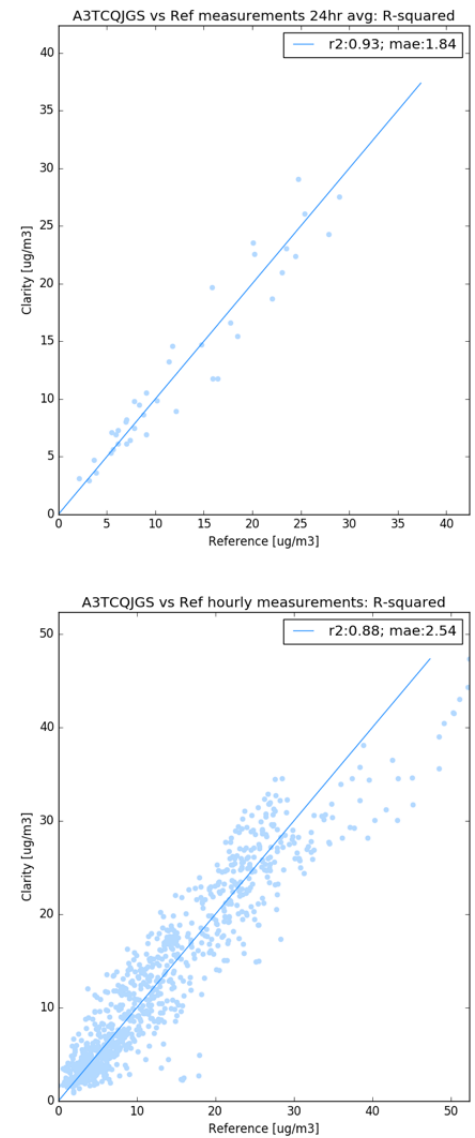 A3TCQJGS vs Ref measurements 24hr avg: R-squared
r2:0.93; mae:1.84
40
35
30
25
20
15
10
5
0
Clarity [ug/m3]
0 5 10 15 20 25 30 35 40
Reference [ug/m3]
A3TCQJGS vs Ref hourly measurements: R-squared
r2:0.88; mae:2.54
50
40
30
20
10
0
Clarity [ug/m3]
0 10 20 30 40 50
Reference [ug/m3]